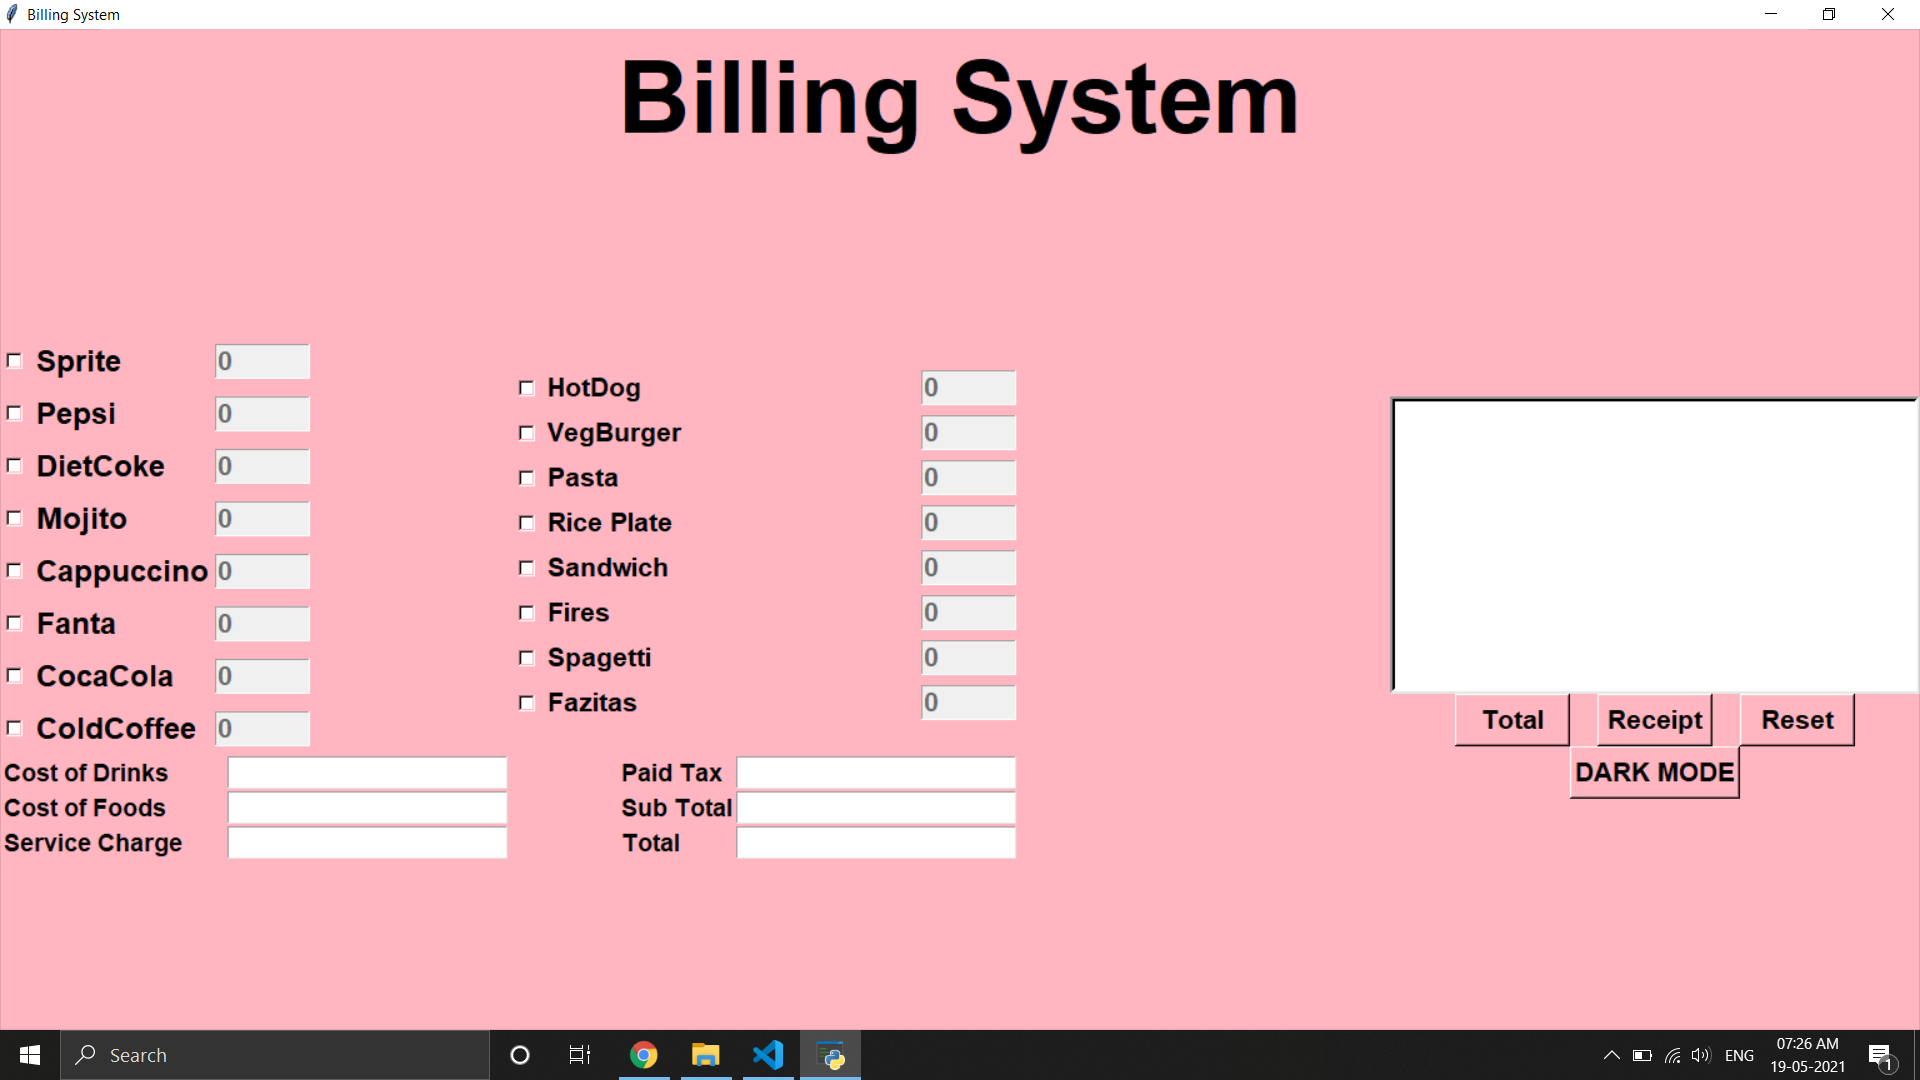 Billing System
Billing System
Sprite 0
Pepsi 0
DietCoke 0
Mojito 0
Cappuccino 0
Fanta 0
CocaCola 0
ColdCoffee 0
HotDog 0
VegBurger 0
Pasta 0
Rice Plate 0
Sandwich 0
Fires 0
Spagetti 0
Fazitas 0
Cost of Drinks
Cost of Foods
Service Charge
Paid Tax
Sub Total
Total
Total Receipt Reset
DARK MODE
Search
ENG
07:26 AM
19-05-2021
1